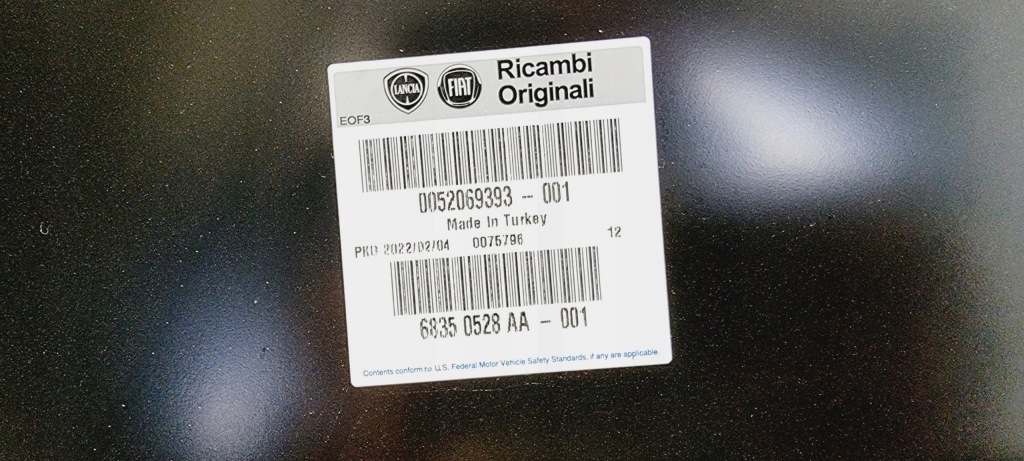 LANCIA FIAT Ricambi
Originali
EOF3
0052069393 - 001
Made In Turkey
PKD 2022/02/04 0075796 12
6835 0528 AA - 001
Contents conform to U.S. Federal Motor Vehicle Safety Standards, if any are applicable.